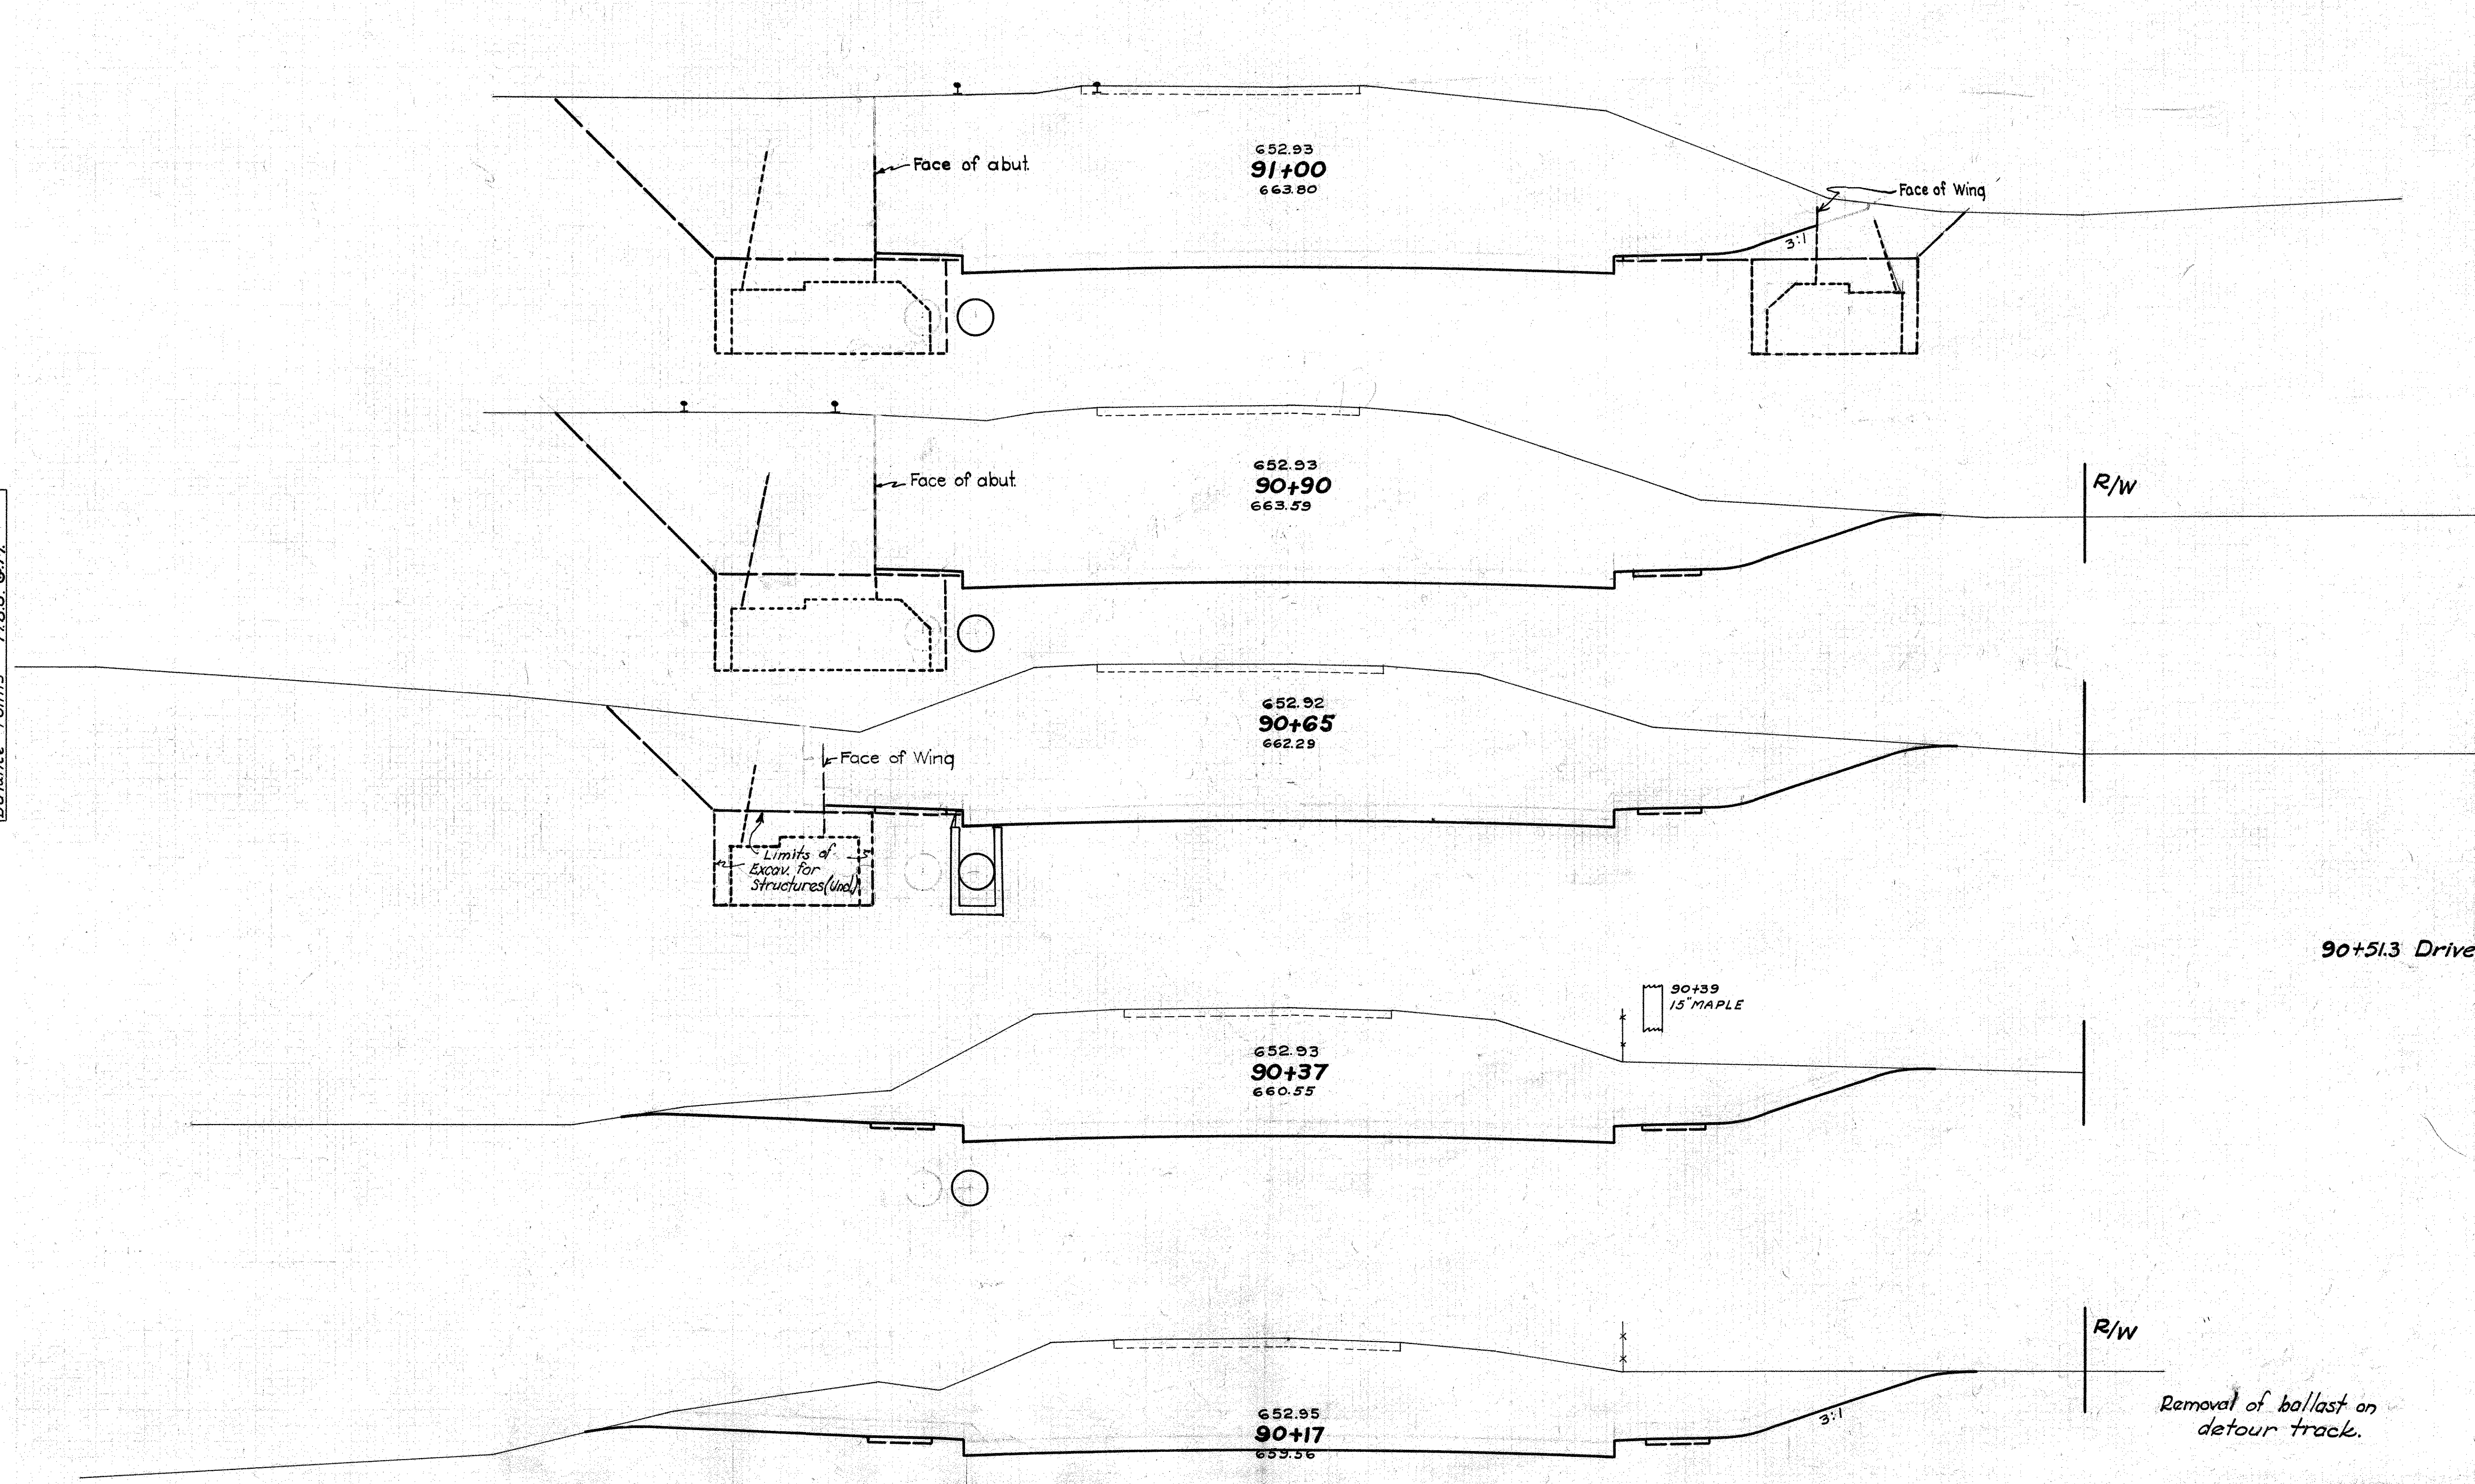 652.93
91+00
663.80
Face of abut.
Face of Wing
3:1
652.93
90+90
663.59
Face of abut.
R/W
652.92
90+65
662.29
Face of Wing
Limits of
Excav. for
Structures (Und.)
90+51.3 Drive
90+39
15" MAPLE
652.93
90+37
660.55
R/W
652.95
90+17
659.56
3:1
Removal of ballast on
detour track.